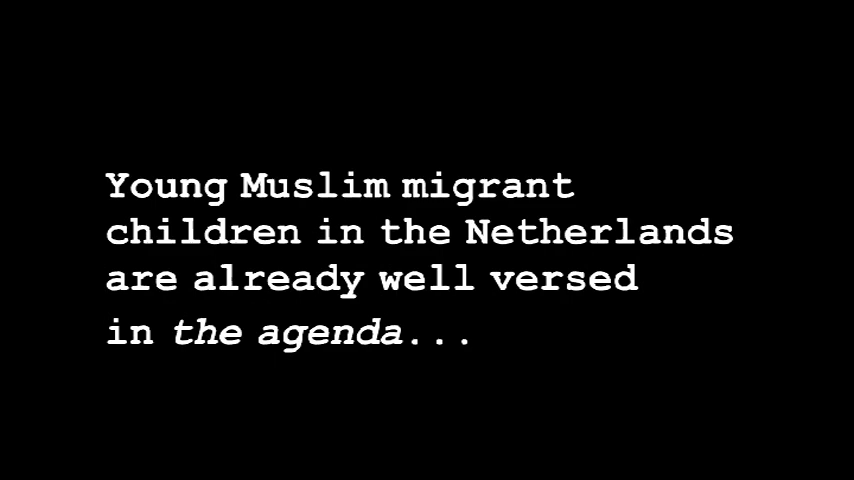 Young Muslim migrant
children in the Netherlands
are already well versed
in the agenda...